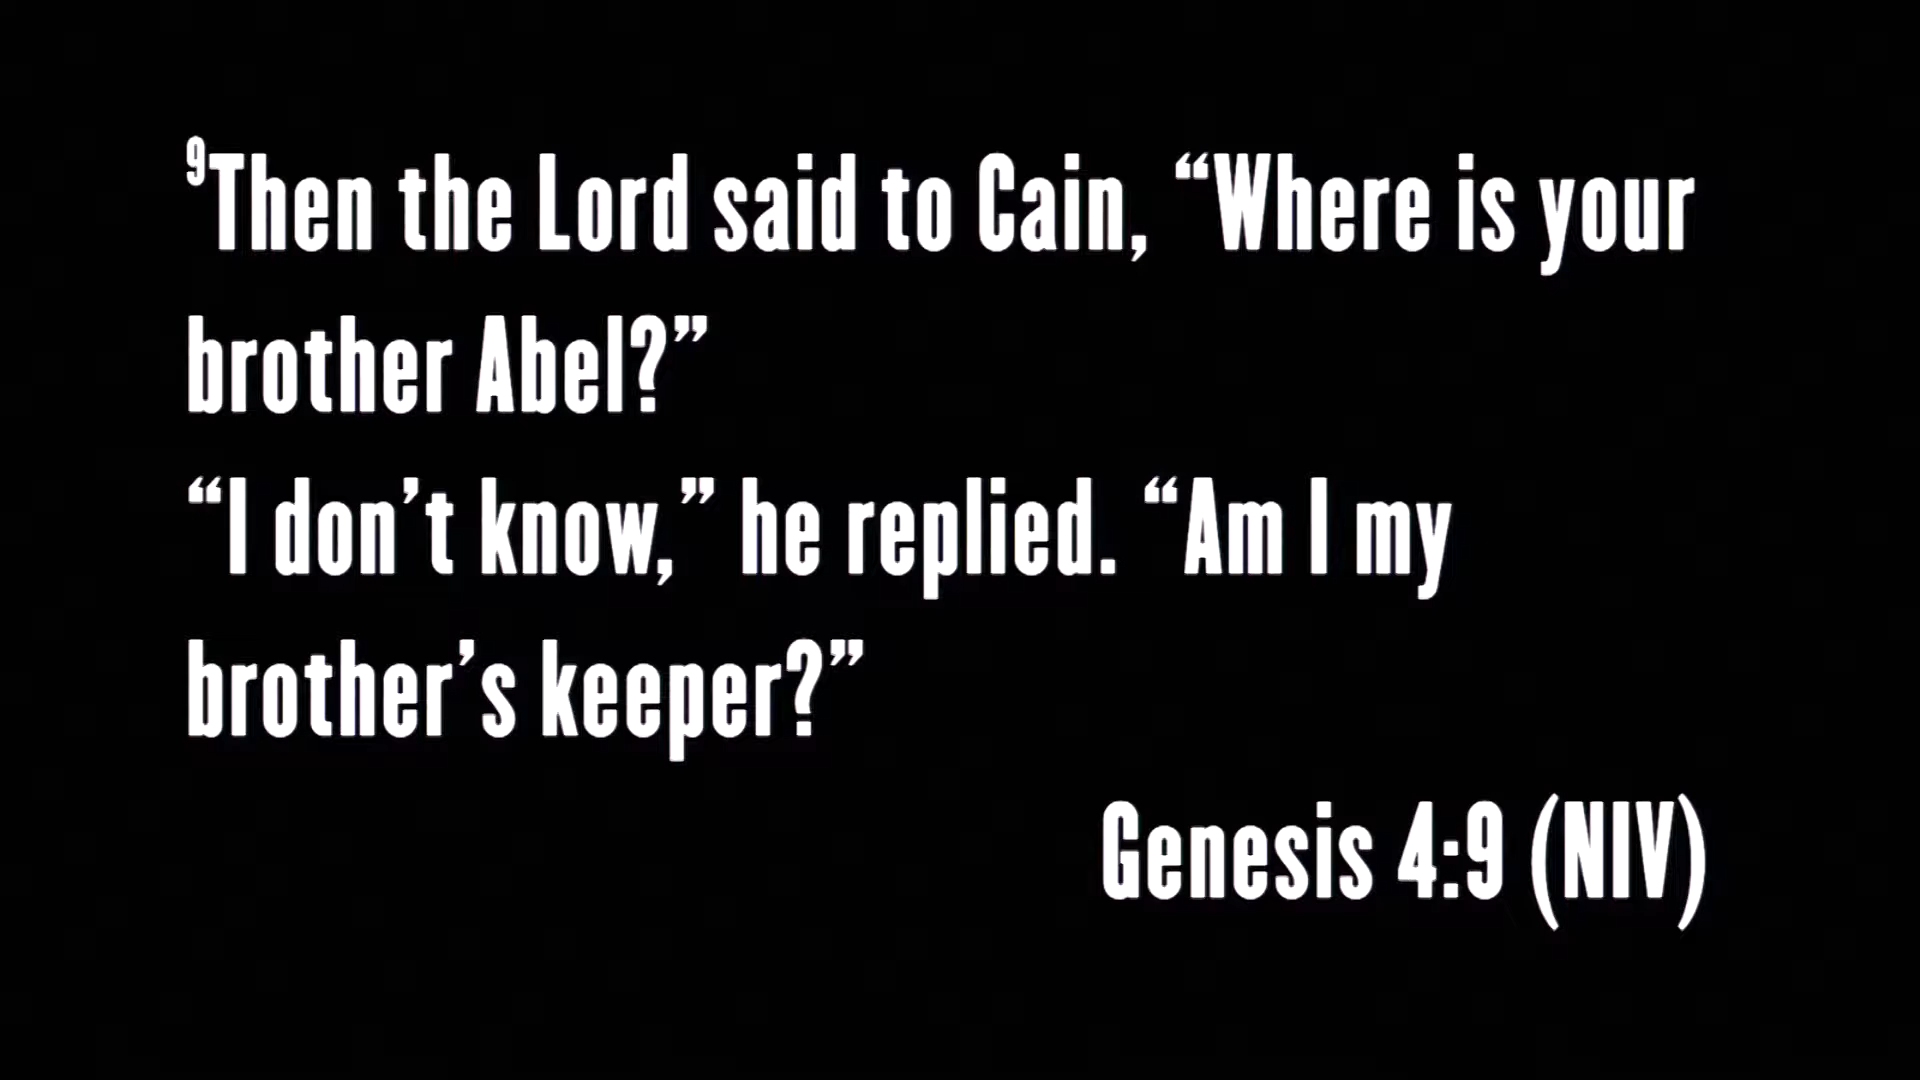 ⁹Then the Lord said to Cain, “Where is your
brother Abel?”
“I don’t know,” he replied. “Am I my
brother’s keeper?”
Genesis 4:9 (NIV)